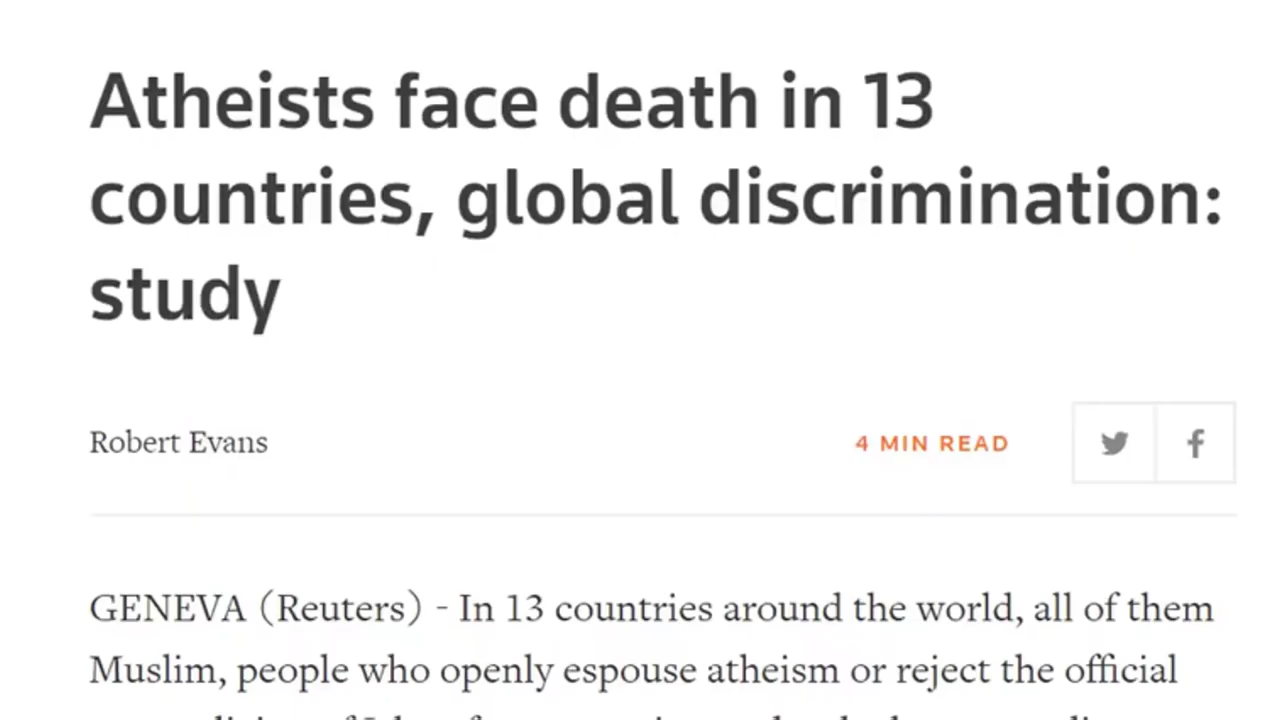 Atheists face death in 13
countries, global discrimination:
study
Robert Evans
4 MIN READ
GENEVA (Reuters) - In 13 countries around the world, all of them
Muslim, people who openly espouse atheism or reject the official